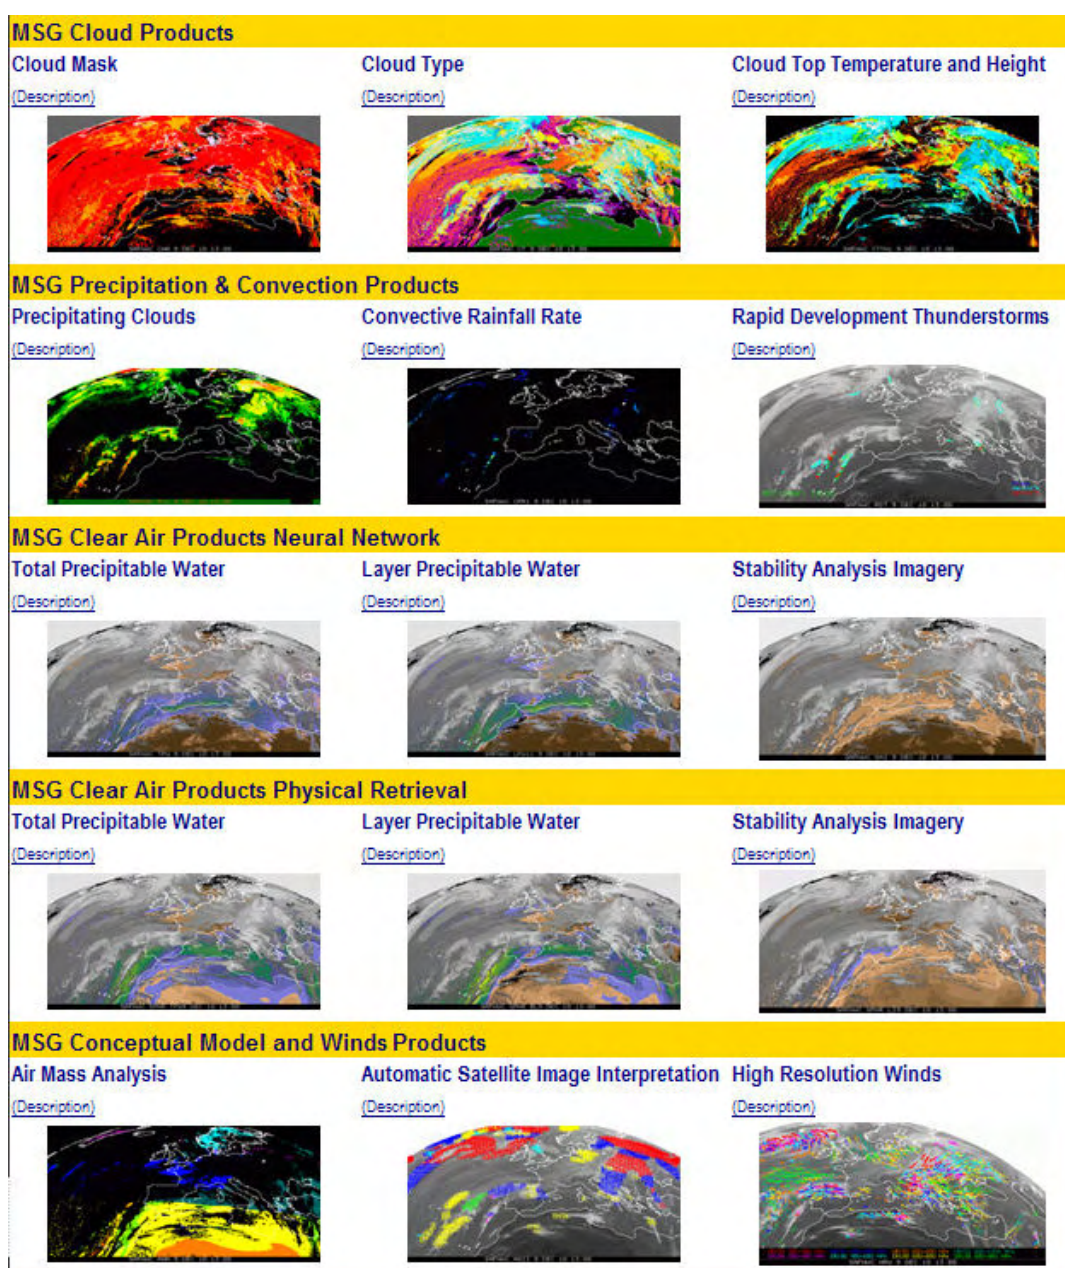 MSG Cloud Products
Cloud Mask Cloud Type Cloud Top Temperature and Height
(Description) (Description) (Description)
MSG Precipitation & Convection Products
Precipitating Clouds Convective Rainfall Rate Rapid Development Thunderstorms
(Description) (Description) (Description)
MSG Clear Air Products Neural Network
Total Precipitable Water Layer Precipitable Water Stability Analysis Imagery
(Description) (Description) (Description)
MSG Clear Air Products Physical Retrieval
Total Precipitable Water Layer Precipitable Water Stability Analysis Imagery
(Description) (Description) (Description)
MSG Conceptual Model and Winds Products
Air Mass Analysis Automatic Satellite Image Interpretation High Resolution Winds
(Description) (Description) (Description)